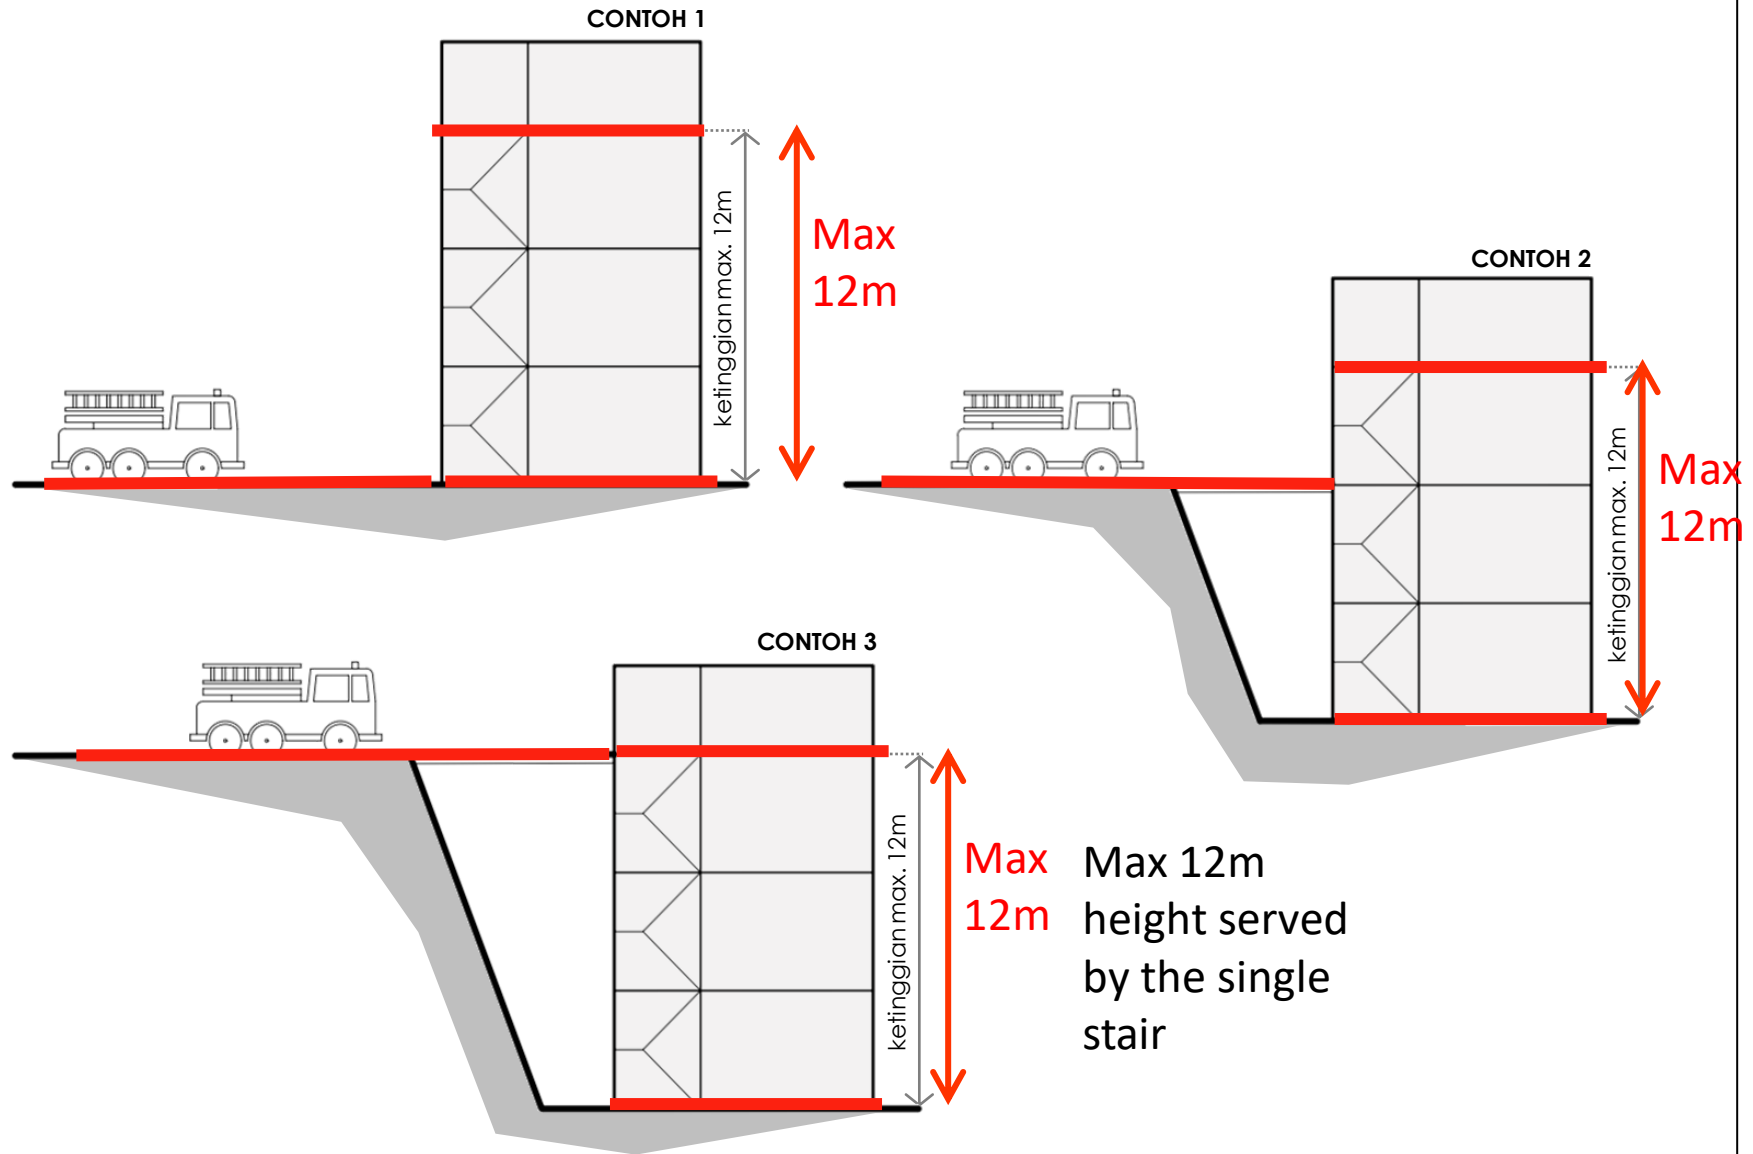 CONTOH 1
ketinggian max. 12m
Max
12m
CONTOH 2
ketinggian max. 12m
Max
12m
CONTOH 3
ketinggian max. 12m
Max
12m
Max 12m
height served
by the single
stair